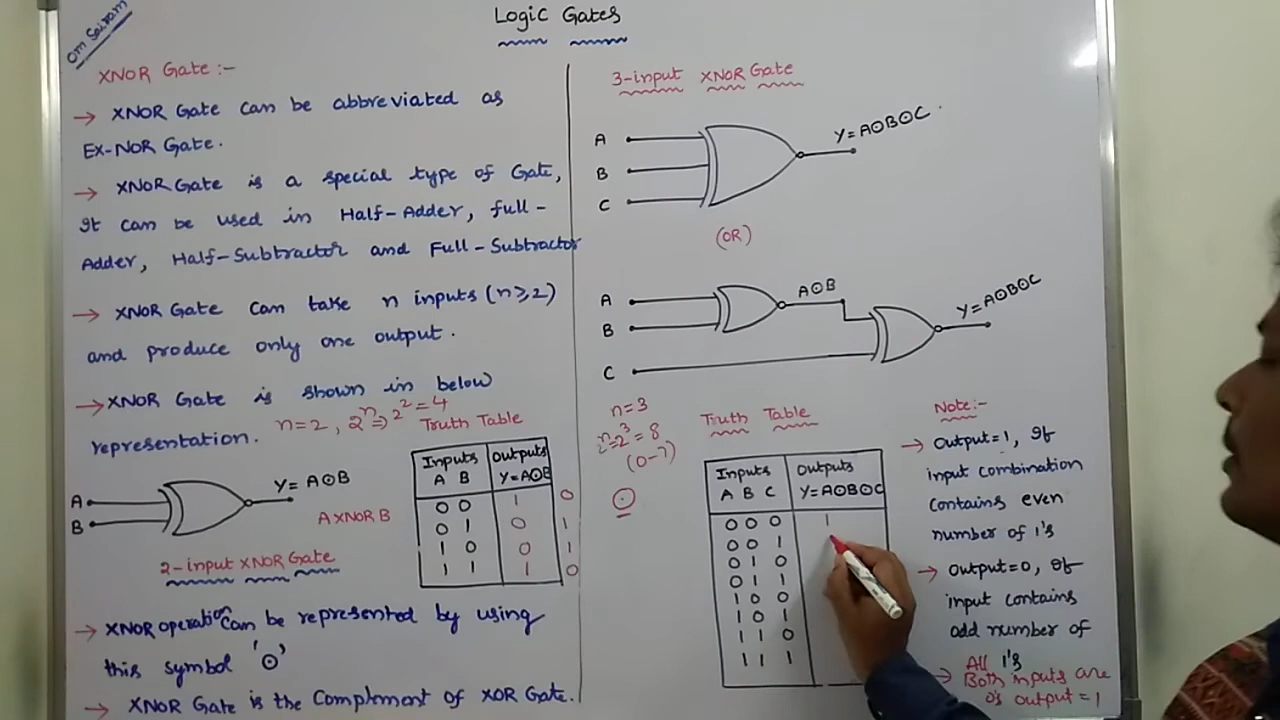 Om Sairam
Logic Gates
XNOR Gate:-
→ XNOR Gate can be abbreviated as
EX-NOR Gate.
→ XNOR Gate is a special type of Gate,
It can be used in Half-Adder, full-
Adder, Half-Subtractor and Full-Subtractor
→ XNOR Gate can take n inputs (n≥2)
and produce only one output.
→ XNOR Gate is shown in below
representation. n=2, 2ⁿ⇒2²=4
Truth Table
A
B
Y= A⊙B
A XNOR B
2-input XNOR Gate
Inputs Outputs
A B Y=A⊙B
0 0 1 0
0 1 0 1
1 0 0 1
1 1 1 0
→ XNOR operation can be represented by using
this symbol '⊙'
→ XNOR Gate is the Complement of XOR Gate.
3-input XNOR Gate
A
B
C
Y=A⊙B⊙C.
(OR)
A
B
C
A⊙B
Y=A⊙B⊙C
n=3
2ⁿ=2³=8
(0-7)
⊙
Truth Table
Inputs Outputs
A B C Y=A⊙B⊙C
0 0 0 1
0 0 1
0 1 0
0 1 1
1 0 0
1 0 1
1 1 0
1 1 1
Note:-
→ Output=1, If
input combination
contains even
number of 1's
→ Output=0, If
input contains
odd number of
1's
→ All
Both inputs are
0's output=1